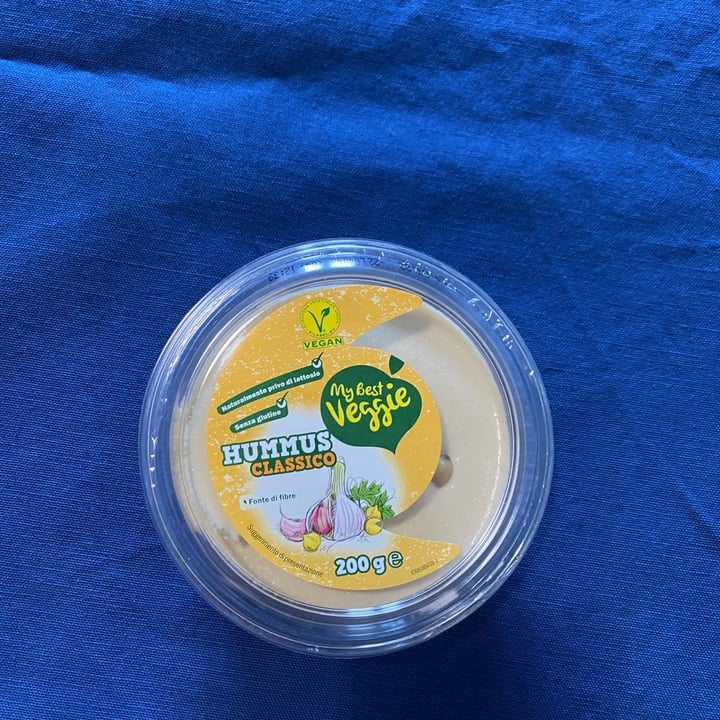 VEGAN
Naturalmente privo di lattosio
Senza glutine
My Best
Veggie
HUMMUS
CLASSICO
Fonte di fibre
Suggerimento di presentazione
200 g e